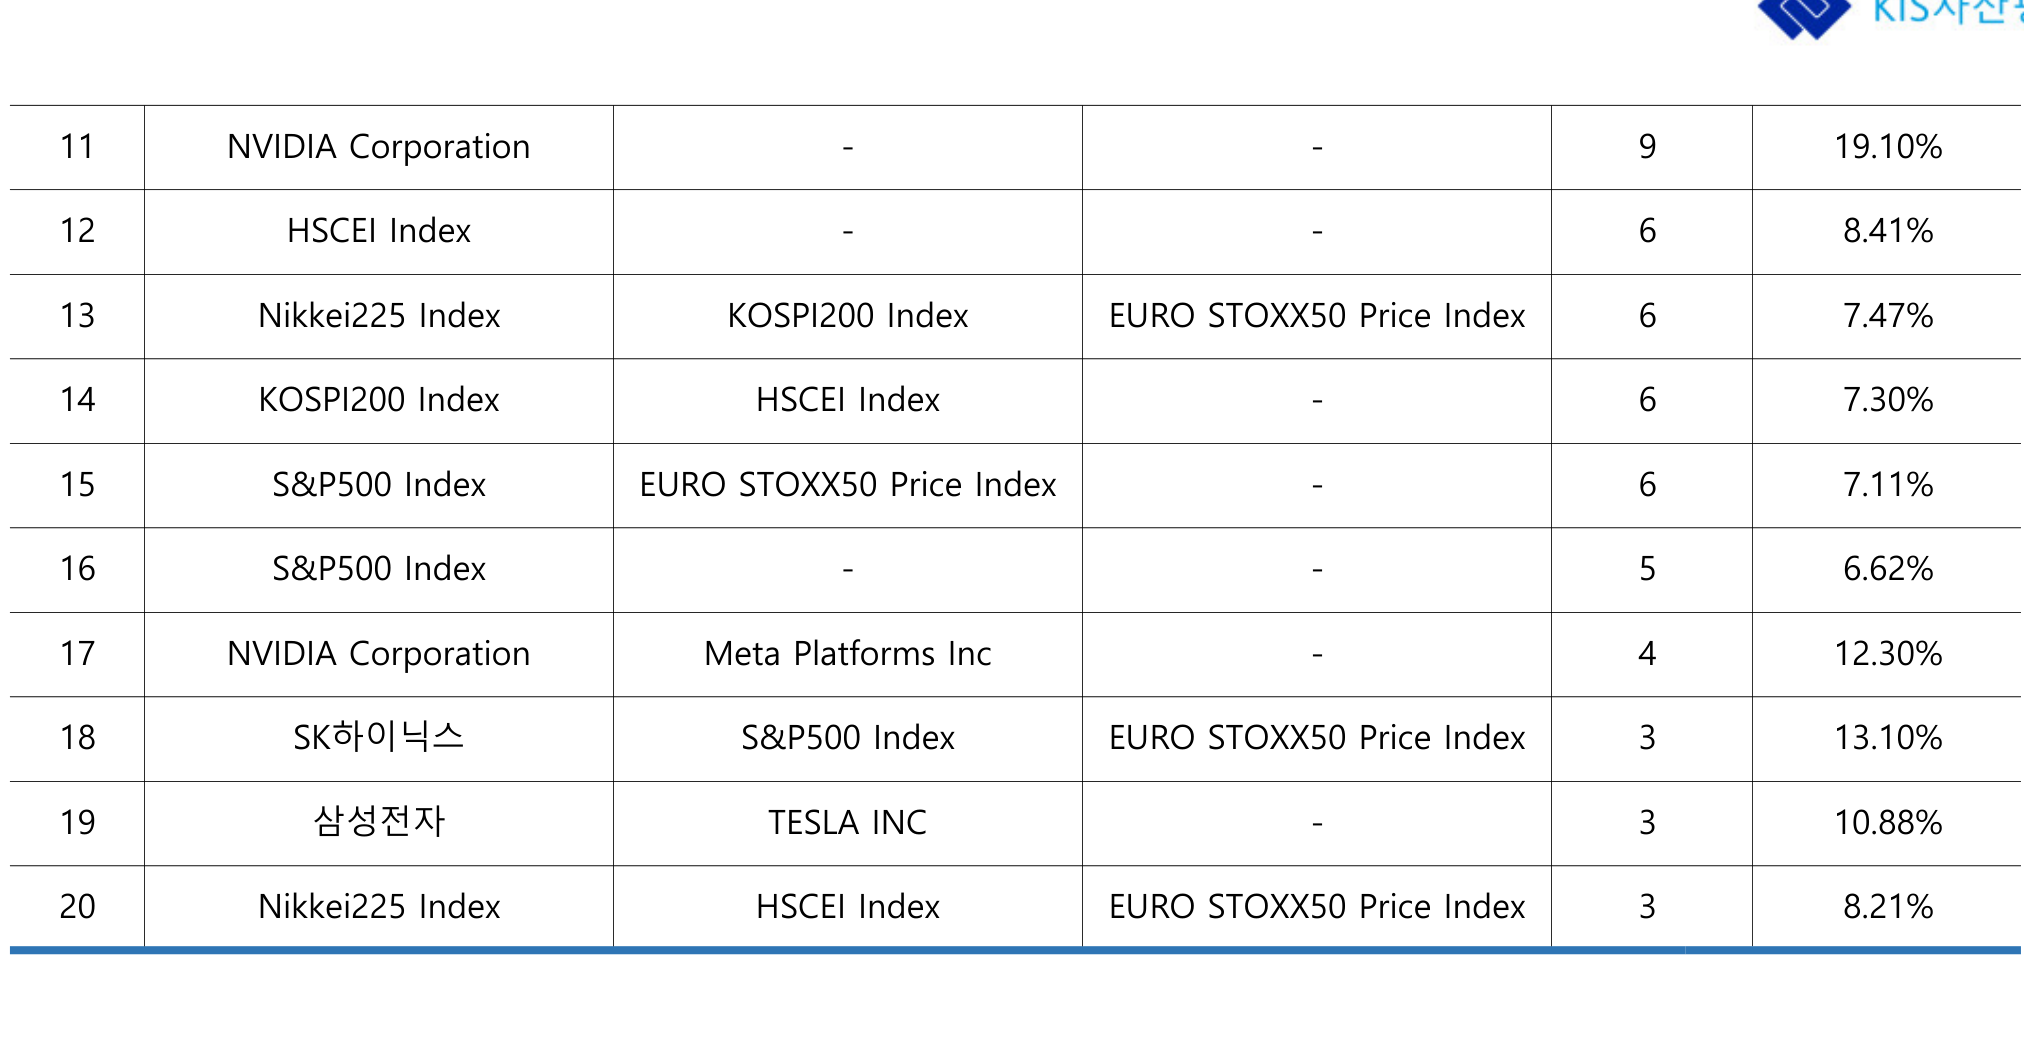 KIS자산
11 NVIDIA Corporation - - 9 19.10%
12 HSCEI Index - - 6 8.41%
13 Nikkei225 Index KOSPI200 Index EURO STOXX50 Price Index 6 7.47%
14 KOSPI200 Index HSCEI Index - 6 7.30%
15 S&P500 Index EURO STOXX50 Price Index - 6 7.11%
16 S&P500 Index - - 5 6.62%
17 NVIDIA Corporation Meta Platforms Inc - 4 12.30%
18 SK하이닉스 S&P500 Index EURO STOXX50 Price Index 3 13.10%
19 삼성전자 TESLA INC - 3 10.88%
20 Nikkei225 Index HSCEI Index EURO STOXX50 Price Index 3 8.21%